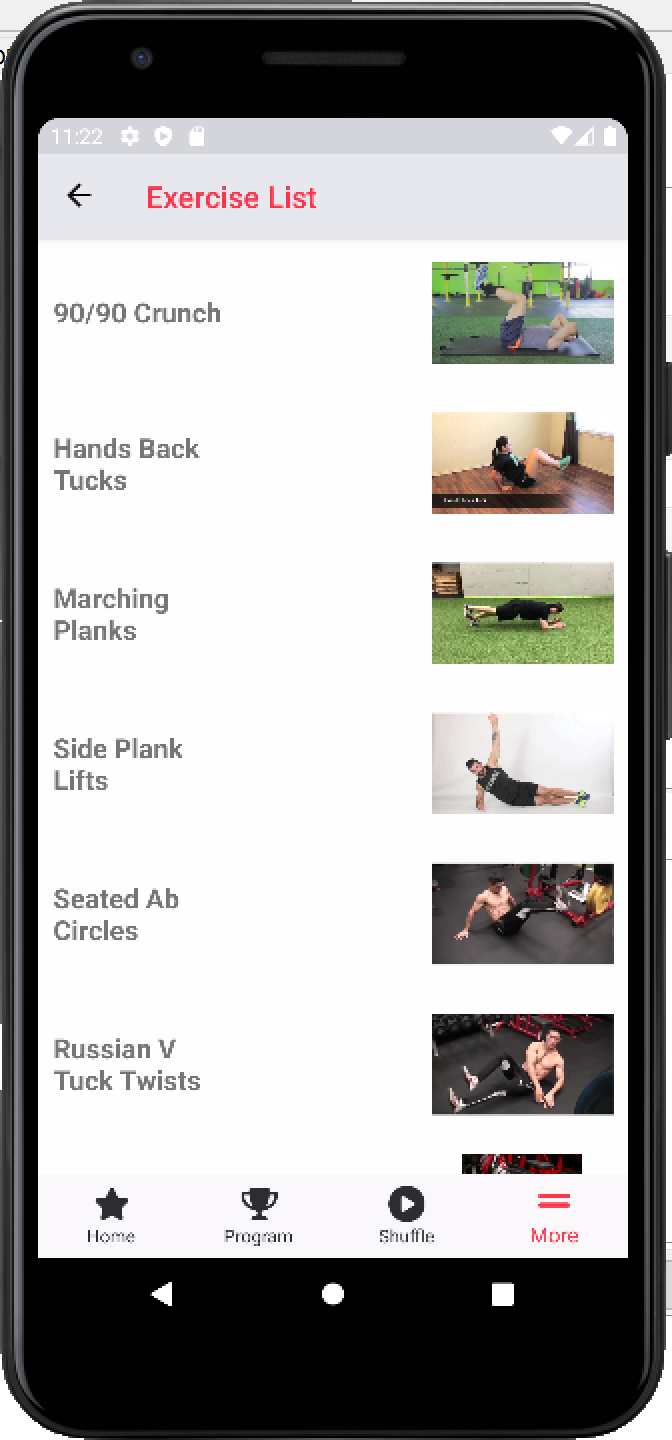 11:22
Exercise List
90/90 Crunch
Hands Back
Tucks
Marching
Planks
Side Plank
Lifts
Seated Ab
Circles
Russian V
Tuck Twists
Home
Program
Shuffle
More